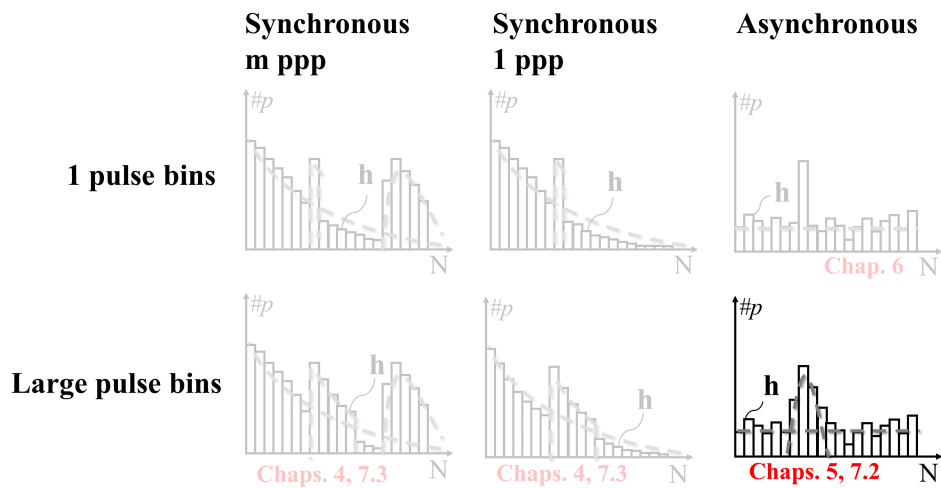 Synchronous
m ppp
Synchronous
1 ppp
Asynchronous
1 pulse bins
#p
h
N
#p
h
N
#p
h
N
Chap. 6
Large pulse bins
#p
h
N
Chaps. 4, 7.3
#p
h
N
Chaps. 4, 7.3
#p
h
N
Chaps. 5, 7.2